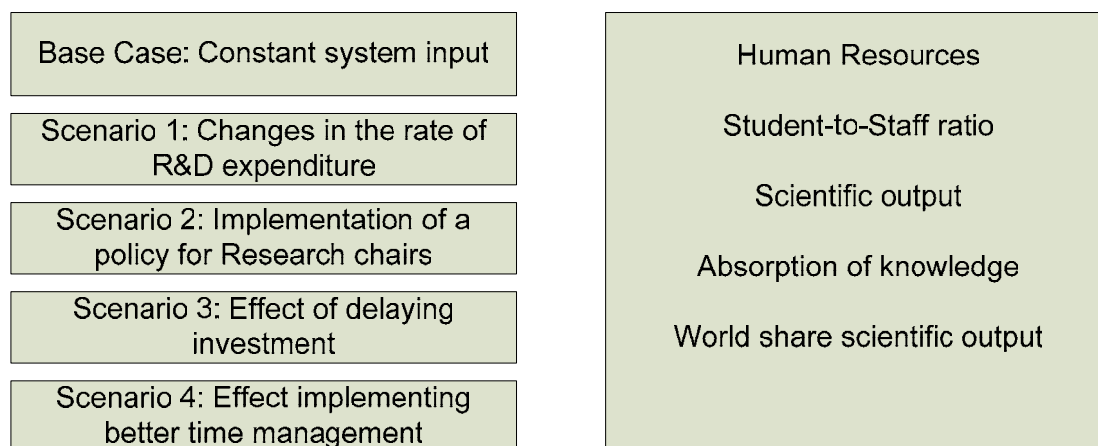 Base Case: Constant system input
Scenario 1: Changes in the rate of
R&D expenditure
Scenario 2: Implementation of a
policy for Research chairs
Scenario 3: Effect of delaying
investment
Scenario 4: Effect implementing
better time management
Human Resources
Student-to-Staff ratio
Scientific output
Absorption of knowledge
World share scientific output